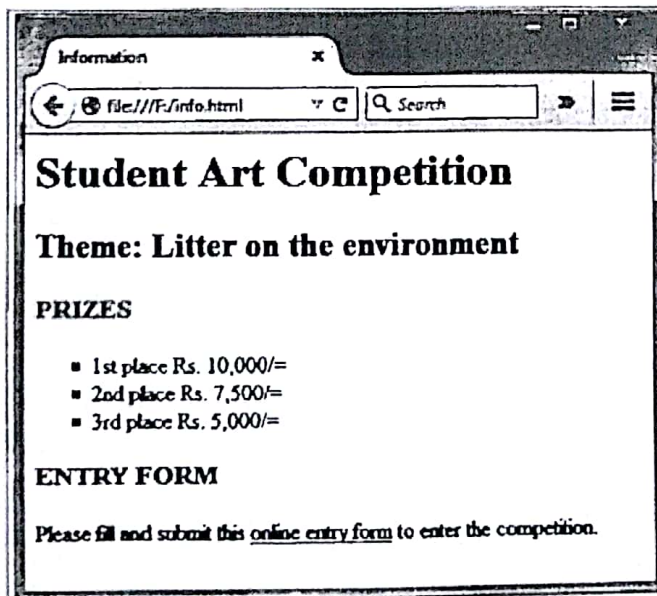 Information
file:///F:/info.html
Search
Student Art Competition
Theme: Litter on the environment
PRIZES
1st place Rs. 10,000/=
2nd place Rs. 7,500/=
3rd place Rs. 5,000/=
ENTRY FORM
Please fill and submit this online entry form to enter the competition.